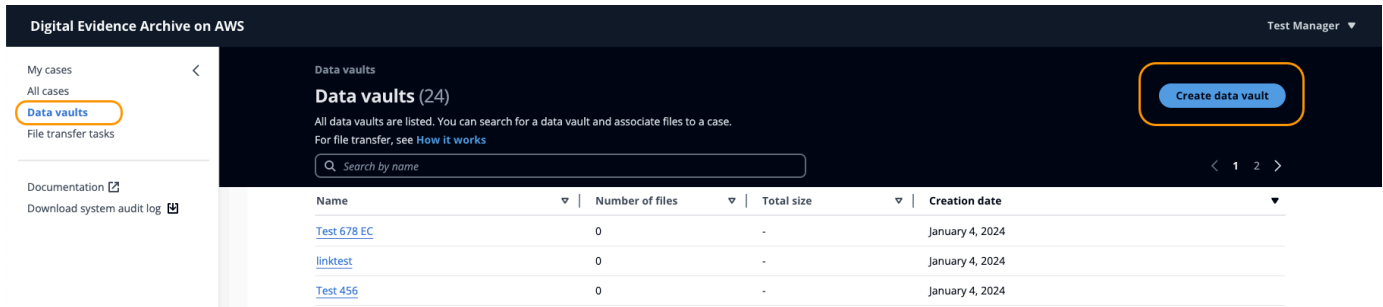 Digital Evidence Archive on AWS
Test Manager
My cases
All cases
Data vaults
File transfer tasks
Documentation
Download system audit log
Data vaults
Data vaults (24)
Create data vault
All data vaults are listed. You can search for a data vault and associate files to a case.
For file transfer, see How it works
Search by name
1 2
Name Number of files Total size Creation date
Test 678 EC 0 - January 4, 2024
linktest 0 - January 4, 2024
Test 456 0 - January 4, 2024